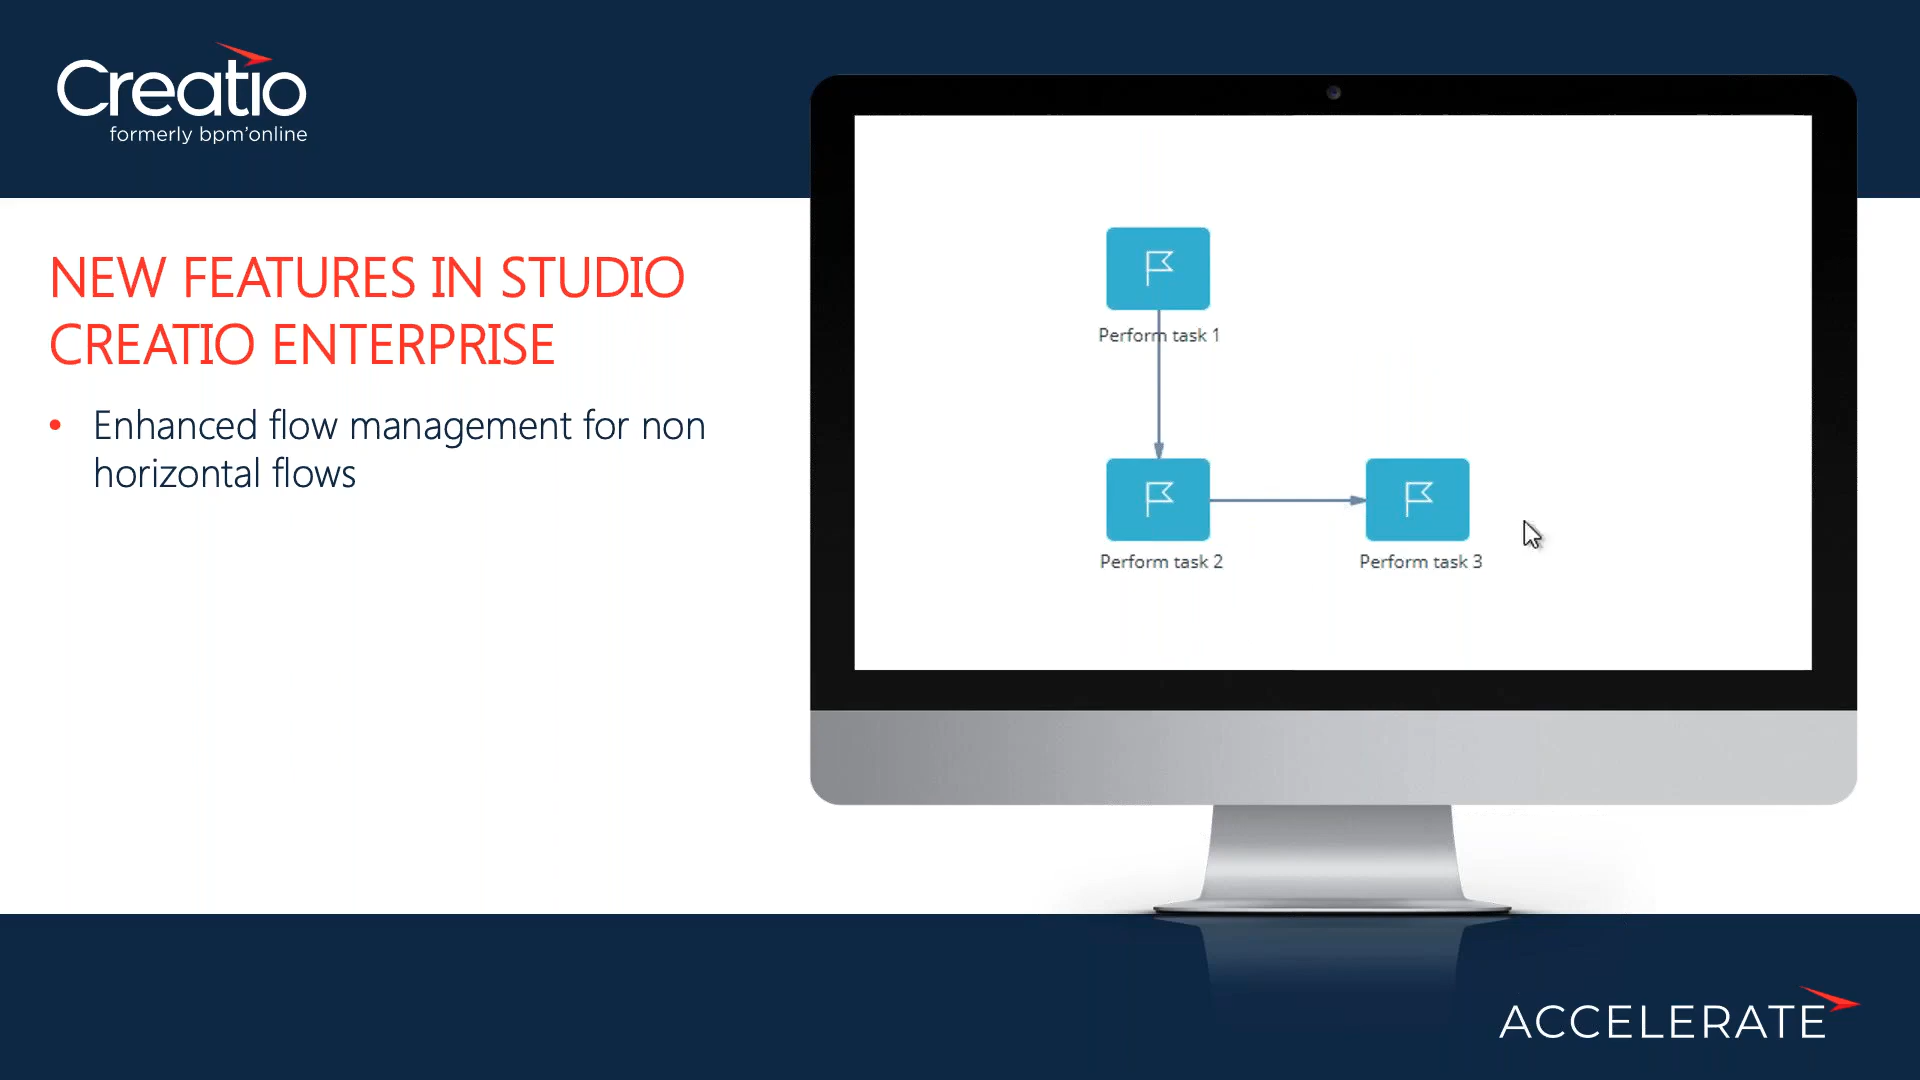 Creatio
formerly bpm'online
NEW FEATURES IN STUDIO
CREATIO ENTERPRISE
• Enhanced flow management for non
horizontal flows
Perform task 1
Perform task 2
Perform task 3
ACCELERATE